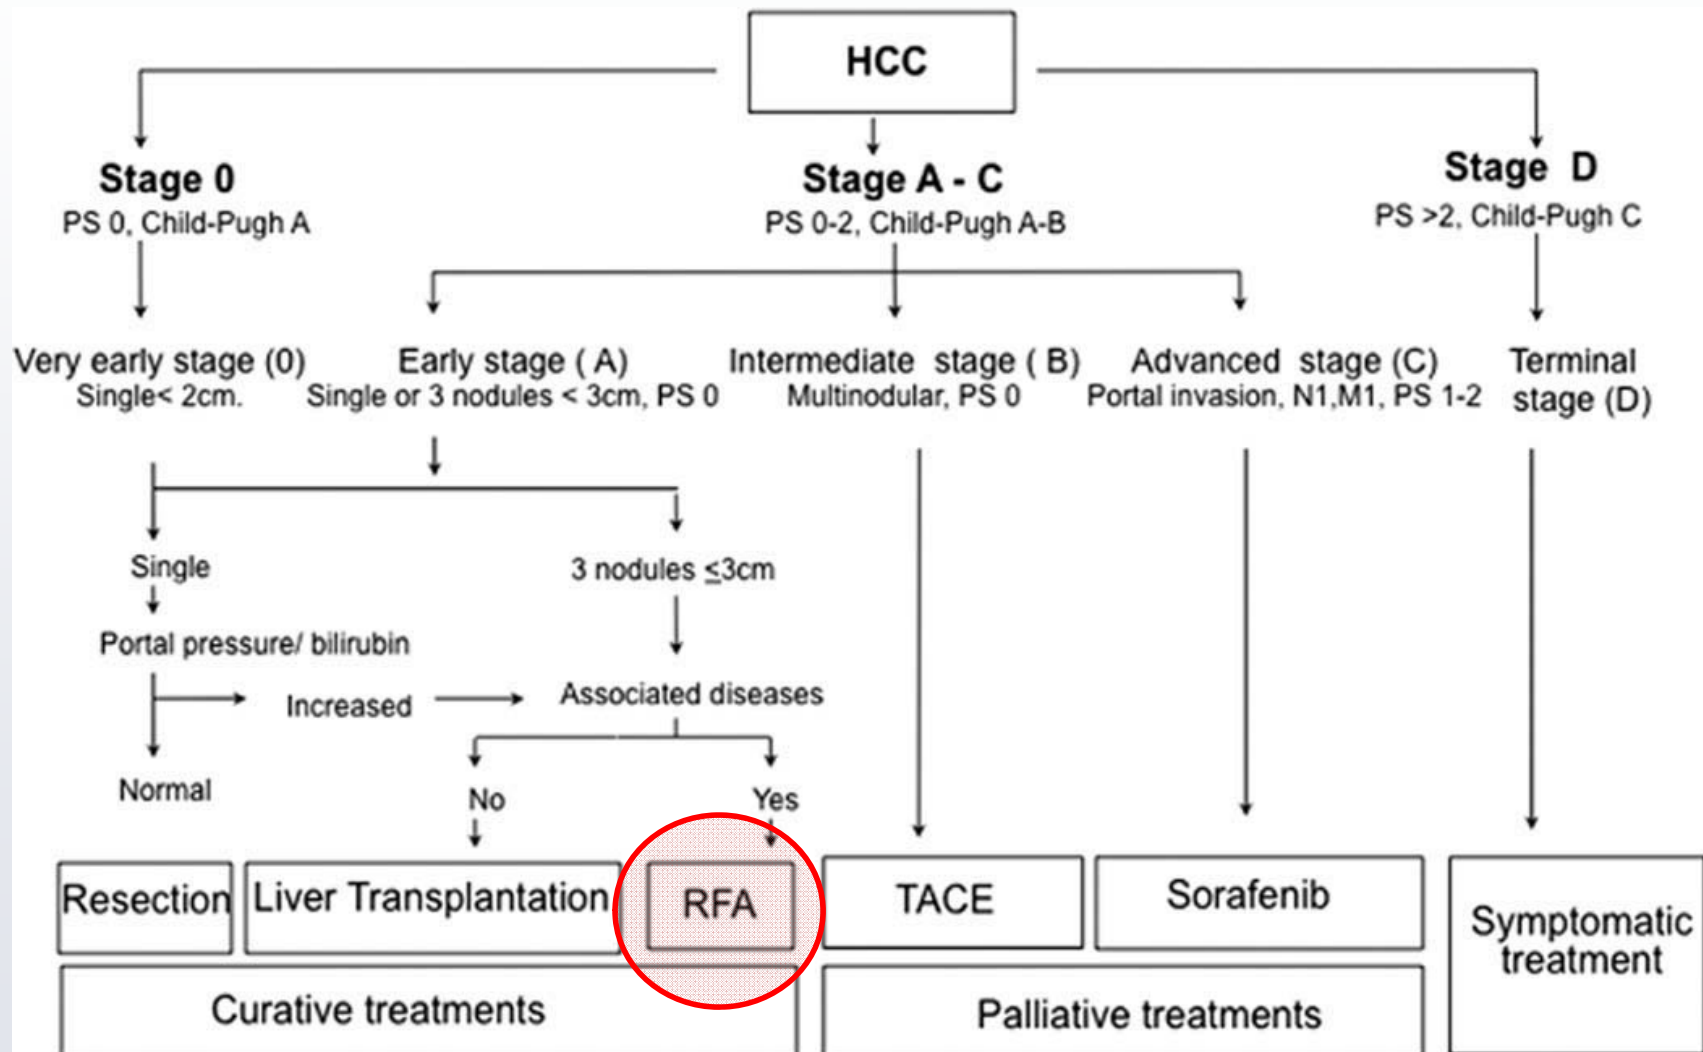 HCC
Stage 0
PS 0, Child-Pugh A
Stage A - C
PS 0-2, Child-Pugh A-B
Stage D
PS >2, Child-Pugh C
Very early stage (0)
Single< 2cm.
Early stage ( A)
Single or 3 nodules < 3cm, PS 0
Intermediate stage ( B)
Multinodular, PS 0
Advanced stage (C)
Portal invasion, N1,M1, PS 1-2
Terminal
stage (D)
Single
3 nodules ≤3cm
Portal pressure/ bilirubin
Increased
Associated diseases
Normal
No
Yes
Resection
Liver Transplantation
RFA
TACE
Sorafenib
Symptomatic
treatment
Curative treatments
Palliative treatments